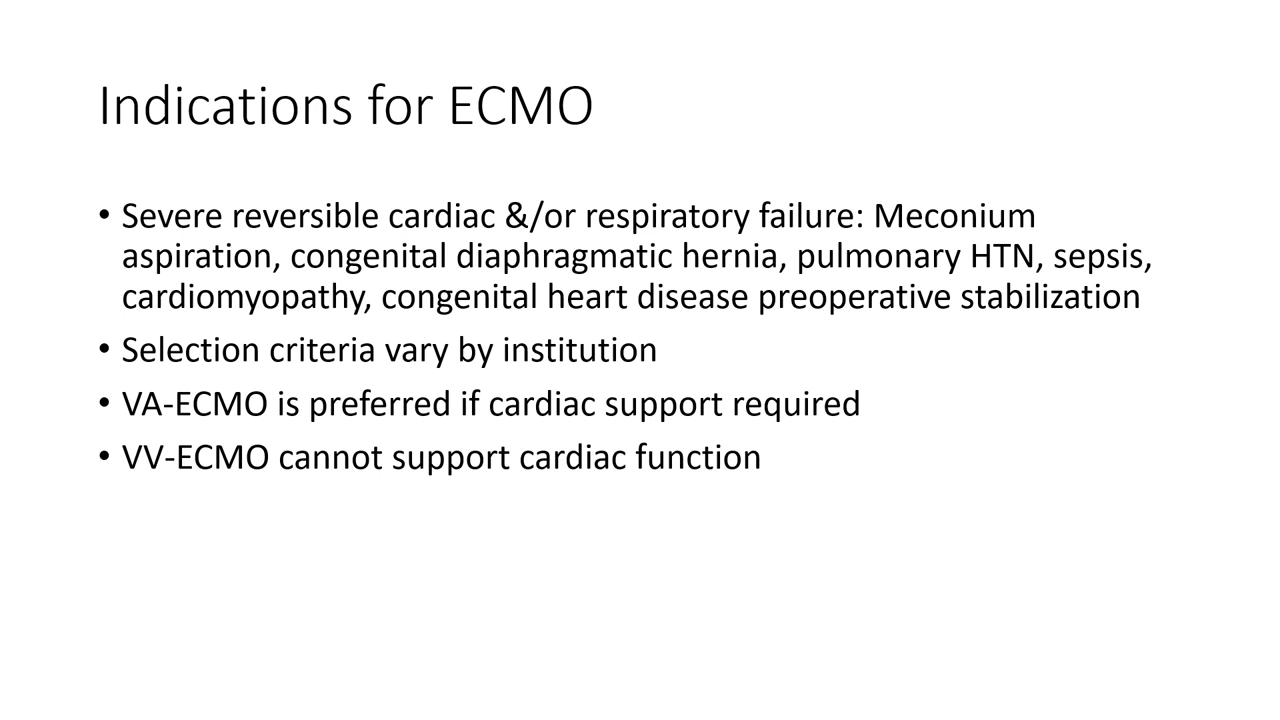 Indications for ECMO
• Severe reversible cardiac &/or respiratory failure: Meconium
aspiration, congenital diaphragmatic hernia, pulmonary HTN, sepsis,
cardiomyopathy, congenital heart disease preoperative stabilization
• Selection criteria vary by institution
• VA-ECMO is preferred if cardiac support required
• VV-ECMO cannot support cardiac function